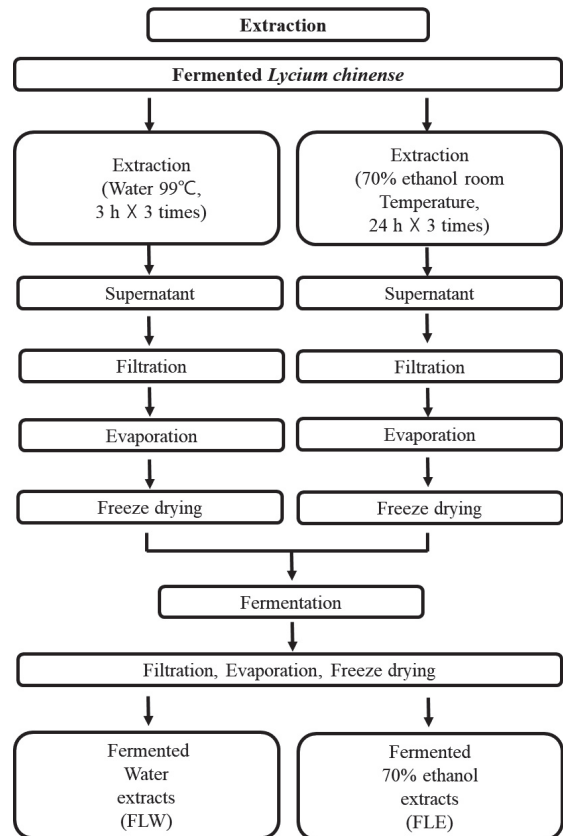 Extraction
Fermented Lycium chinense
Extraction
(Water 99℃,
3 h X 3 times)
Extraction
(70% ethanol room
Temperature,
24 h X 3 times)
Supernatant
Supernatant
Filtration
Filtration
Evaporation
Evaporation
Freeze drying
Freeze drying
Fermentation
Filtration, Evaporation, Freeze drying
Fermented
Water
extracts
(FLW)
Fermented
70% ethanol
extracts
(FLE)